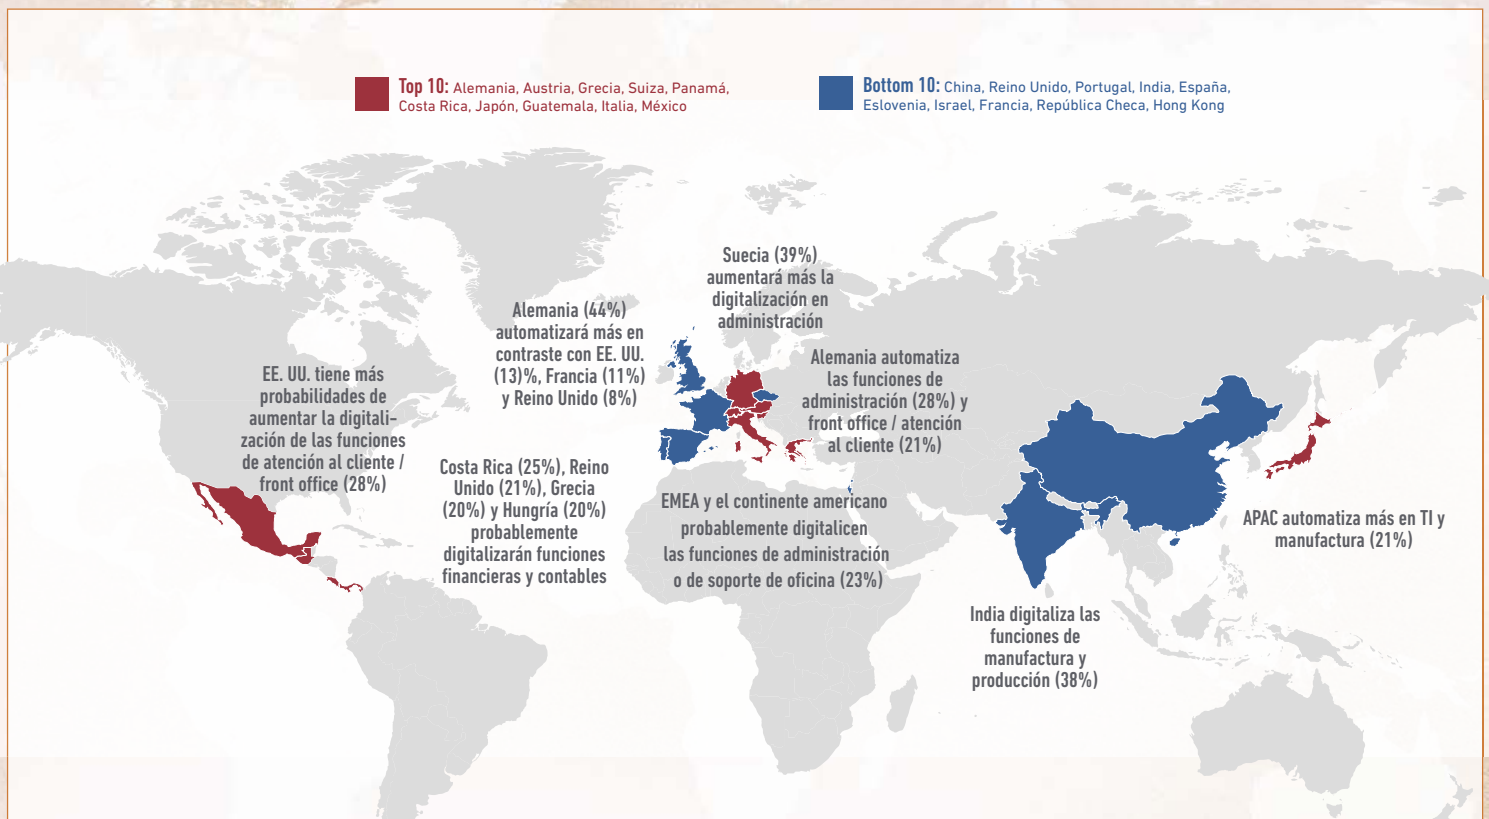 Top 10: Alemania, Austria, Grecia, Suiza, Panamá,
Costa Rica, Japón, Guatemala, Italia, México
Bottom 10: China, Reino Unido, Portugal, India, España,
Eslovenia, Israel, Francia, República Checa, Hong Kong
Suecia (39%)
aumentará más la
digitalización en
administración
Alemania (44%)
automatizará más en
contraste con EE. UU.
(13)%, Francia (11%)
y Reino Unido (8%)
Alemania automatiza
las funciones de
administración (28%) y
front office / atención
al cliente (21%)
EE. UU. tiene más
probabilidades de
aumentar la digitali-
zación de las funciones
de atención al cliente /
front office (28%)
Costa Rica (25%), Reino
Unido (21%), Grecia
(20%) y Hungría (20%)
probablemente
digitalizarán funciones
financieras y contables
EMEA y el continente americano
probablemente digitalicen
las funciones de administración
o de soporte de oficina (23%)
APAC automatiza más en TI y
manufactura (21%)
India digitaliza las
funciones de
manufactura y
producción (38%)